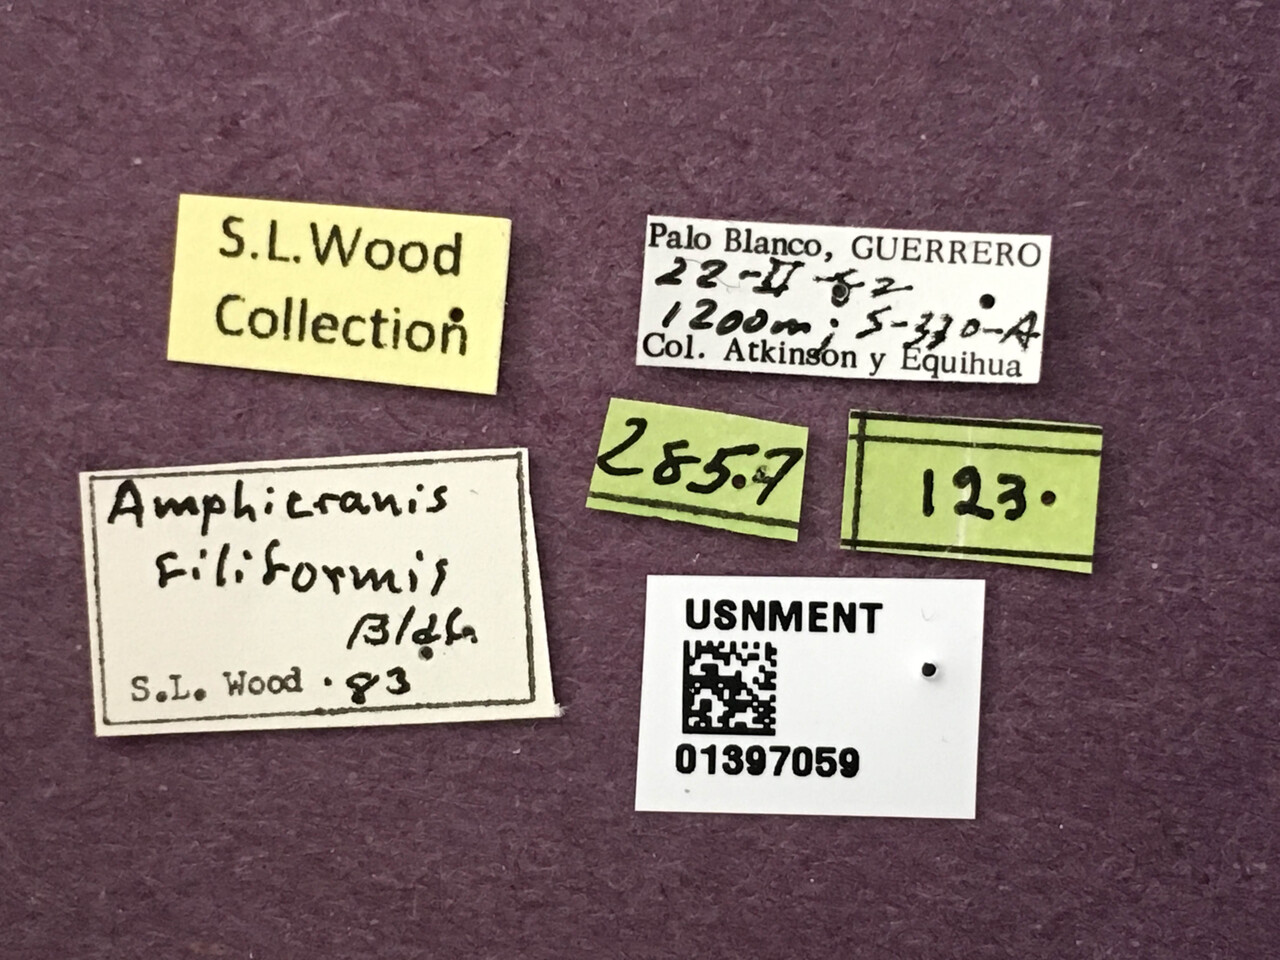 S.L.Wood
Collection
Palo Blanco, GUERRERO
22-II-82
1200m; S-330-A
Col. Atkinson y Equihua
285.7
123
Amphicranis
filiformis
Bldfn
S.L. Wood · 83
USNMENT
01397059